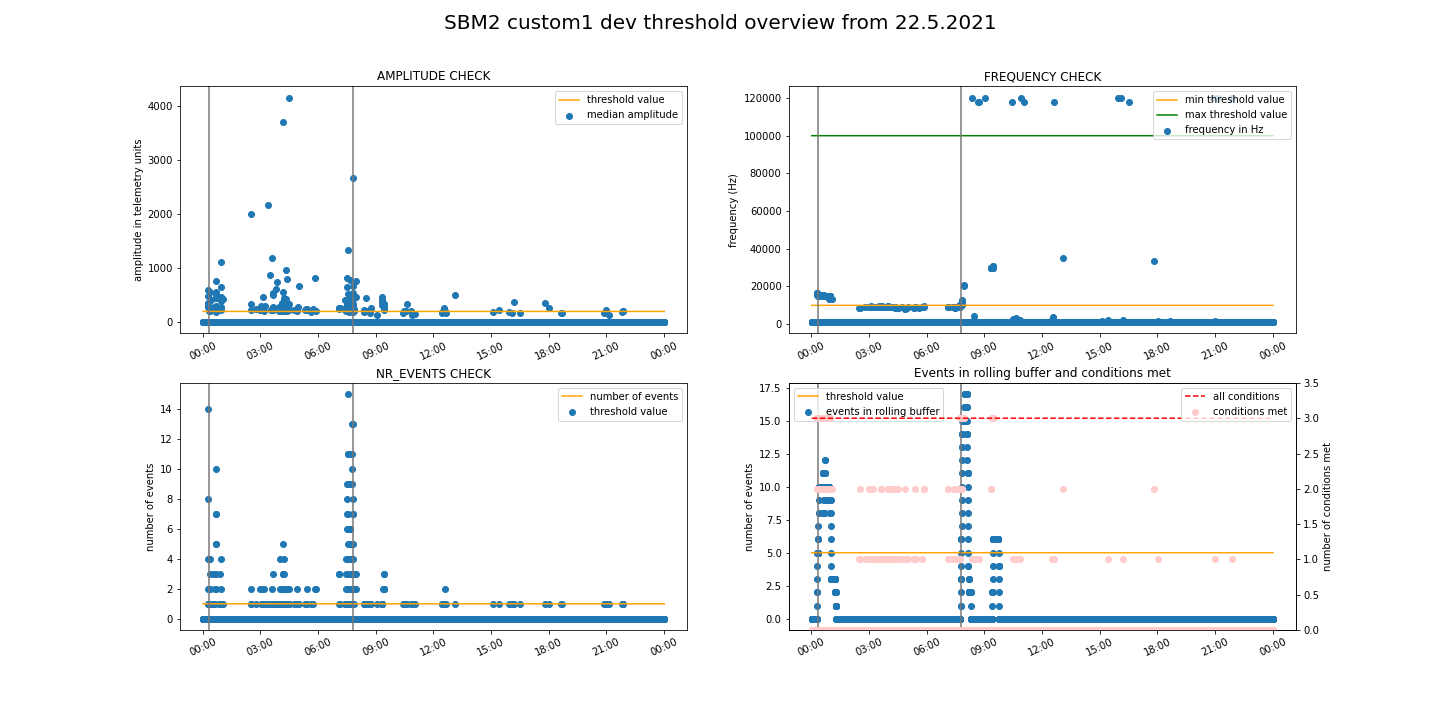 SBM2 custom1 dev threshold overview from 22.5.2021
AMPLITUDE CHECK
threshold value
median amplitude
amplitude in telemetry units
4000
3000
2000
1000
0
00:00 03:00 06:00 09:00 12:00 15:00 18:00 21:00 00:00
FREQUENCY CHECK
min threshold value
max threshold value
frequency in Hz
frequency (Hz)
120000
100000
80000
60000
40000
20000
0
00:00 03:00 06:00 09:00 12:00 15:00 18:00 21:00 00:00
NR_EVENTS CHECK
number of events
threshold value
number of events
14
12
10
8
6
4
2
0
00:00 03:00 06:00 09:00 12:00 15:00 18:00 21:00 00:00
Events in rolling buffer and conditions met
threshold value
events in rolling buffer
all conditions
conditions met
number of events
17.5
15.0
12.5
10.0
7.5
5.0
2.5
0.0
3.5
3.0
2.5
2.0
1.5
1.0
0.5
0.0
number of conditions met
00:00 03:00 06:00 09:00 12:00 15:00 18:00 21:00 00:00